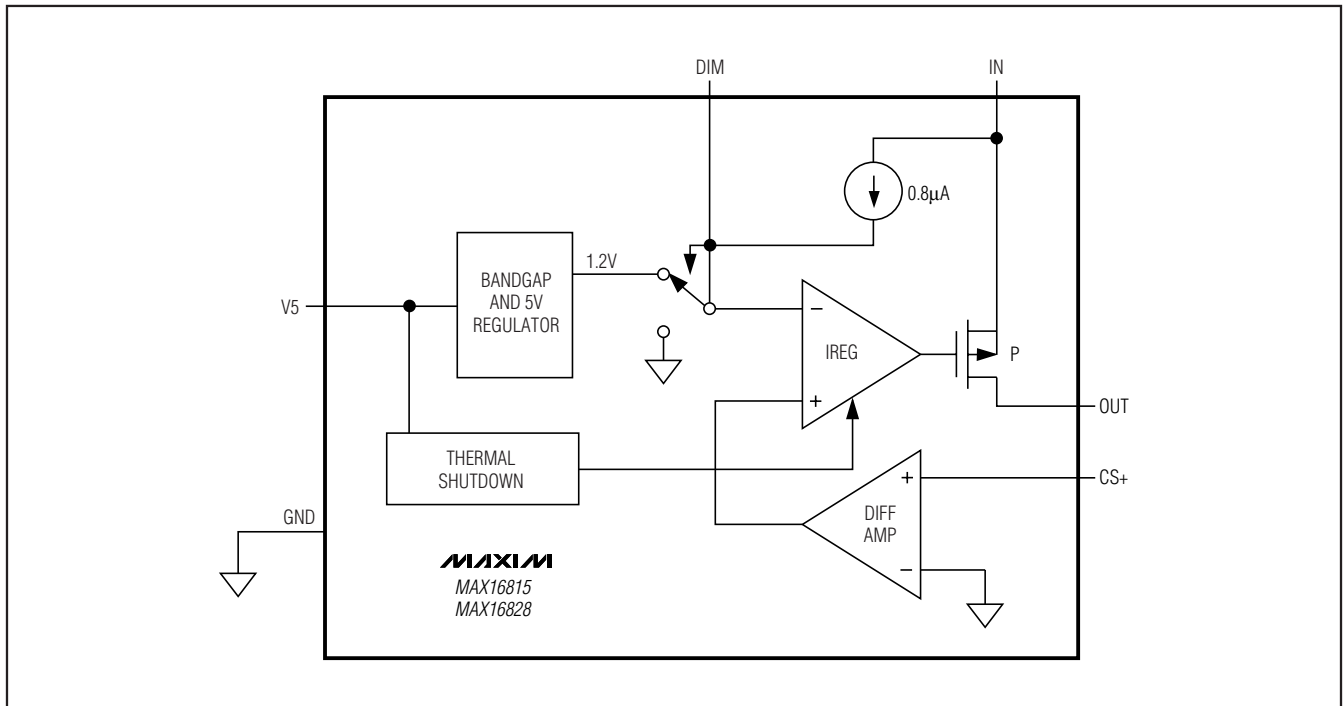 DIM
IN
0.8µA
BANDGAP
AND 5V
REGULATOR
1.2V
V5
−
IREG
+
P
OUT
THERMAL
SHUTDOWN
+
CS+
DIFF
AMP
−
GND
MAXIM
MAX16815
MAX16828